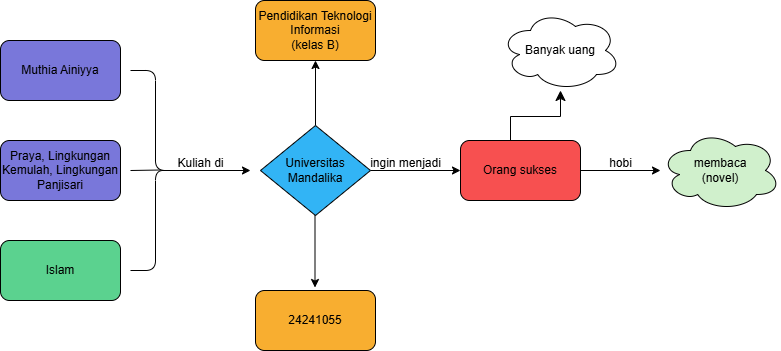 Pendidikan Teknologi
Informasi
(kelas B)
Banyak uang
Muthia Ainiyya
Praya, Lingkungan
Kemulah, Lingkungan
Panjisari
Kuliah di
Universitas
Mandalika
ingin menjadi
Orang sukses
hobi
membaca
(novel)
Islam
24241055